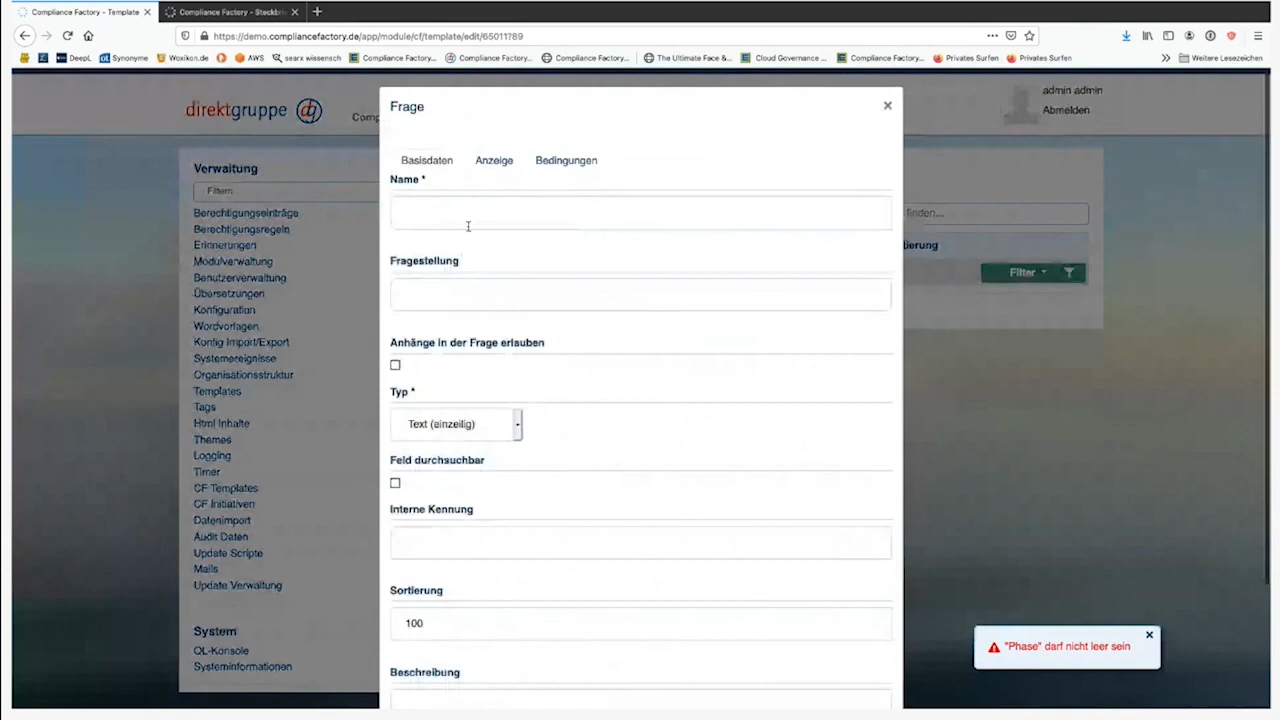 Compliance Factory - Template
Compliance Factory - Steckbri
https://demo.compliancefactory.de/app/module/cf/template/edit/65011789
DeepL
Synonyme
Woxikon.de
AWS
searx wissensch
Compliance Factory...
Compliance Factory...
Compliance Factory...
The Ultimate Face &...
Cloud Governance ...
Compliance Factory...
Privates Surfen
Privates Surfen
Weitere Lesezeichen
direktgruppe
Comp
admin admin
Abmelden
Verwaltung
Filtern
Berechtigungseinträge
Berechtigungsregeln
Erinnerungen
Modulverwaltung
Benutzerverwaltung
Übersetzungen
Konfiguration
Wordvorlagen
Konfig Import/Export
Systemereignisse
Organisationsstruktur
Templates
Tags
Html Inhalte
Themes
Logging
Timer
CF Templates
CF Initiativen
Datenimport
Audit Daten
Update Scripte
Mails
Update Verwaltung
System
QL-Konsole
Systeminformationen
Frage
Basisdaten
Anzeige
Bedingungen
Name *
Fragestellung
Anhänge in der Frage erlauben
Typ *
Text (einzeilig)
Feld durchsuchbar
Interne Kennung
Sortierung
100
Beschreibung
finden...
tierung
Filter
"Phase" darf nicht leer sein